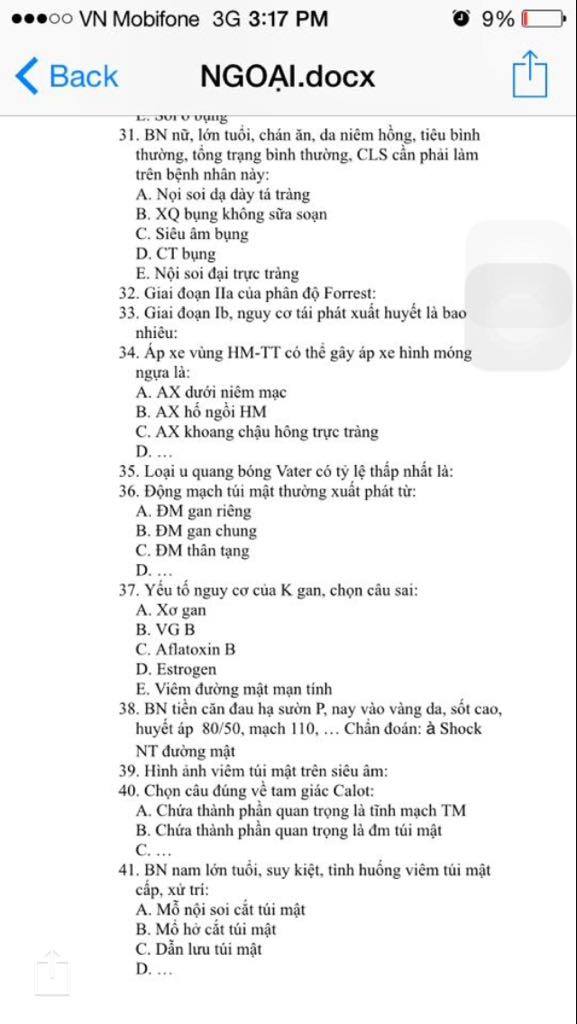 VN Mobifone 3G 3:17 PM 9%
Back NGOẠI.docx
E. Sỏi ổ bụng
31. BN nữ, lớn tuổi, chán ăn, da niêm hồng, tiêu bình
thường, tổng trạng bình thường, CLS cần phải làm
trên bệnh nhân này:
A. Nọi soi dạ dày tá tràng
B. XQ bụng không sữa soạn
C. Siêu âm bụng
D. CT bụng
E. Nội soi đại trực tràng
32. Giai đoạn IIa của phân độ Forrest:
33. Giai đoạn Ib, nguy cơ tái phát xuất huyết là bao
nhiêu:
34. Áp xe vùng HM-TT có thể gây áp xe hình móng
ngựa là:
A. AX dưới niêm mạc
B. AX hố ngồi HM
C. AX khoang chậu hông trực tràng
D. …
35. Loại u quang bóng Vater có tỷ lệ thấp nhất là:
36. Động mạch túi mật thường xuất phát từ:
A. ĐM gan riêng
B. ĐM gan chung
C. ĐM thân tạng
D. …
37. Yếu tố nguy cơ của K gan, chọn câu sai:
A. Xơ gan
B. VG B
C. Aflatoxin B
D. Estrogen
E. Viêm đường mật mạn tính
38. BN tiền căn đau hạ sườn P, nay vào vàng da, sốt cao,
huyết áp 80/50, mạch 110, … Chẩn đoán: à Shock
NT đường mật
39. Hình ảnh viêm túi mật trên siêu âm:
40. Chọn câu đúng về tam giác Calot:
A. Chứa thành phần quan trọng là tĩnh mạch TM
B. Chứa thành phần quan trọng là đm túi mật
C. …
41. BN nam lớn tuổi, suy kiệt, tình huống viêm túi mật
cấp, xử trí:
A. Mổ nội soi cắt túi mật
B. Mổ hở cắt túi mật
C. Dẫn lưu túi mật
D. …